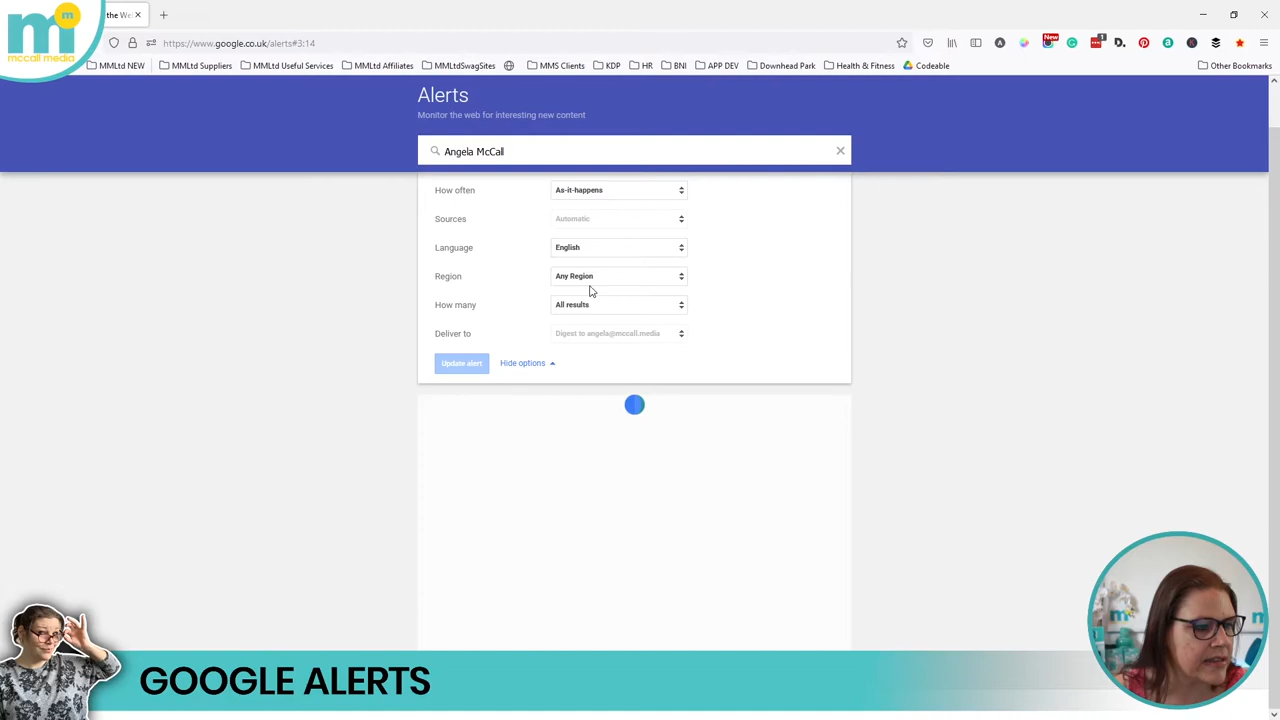 m
m
mccall media
the We
https://www.google.co.uk/alerts#3:14
New
1
MMLtd NEW
MMLtd Suppliers
MMLtd Useful Services
MMLtd Affiliates
MMLtdSwagSites
MMS Clients
KDP
HR
BNI
APP DEV
Downhead Park
Health & Fitness
Codeable
Other Bookmarks
Alerts
Monitor the web for interesting new content
Angela McCall
How often As-it-happens
Sources Automatic
Language English
Region Any Region
How many All results
Deliver to Digest to angela@mccall.media
Update alert Hide options
GOOGLE ALERTS